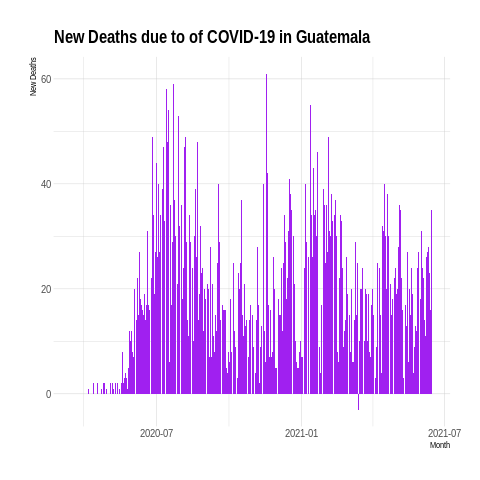 New Deaths due to of COVID-19 in Guatemala
New Deaths
60
40
20
0
2020-07
2021-01
2021-07
Month